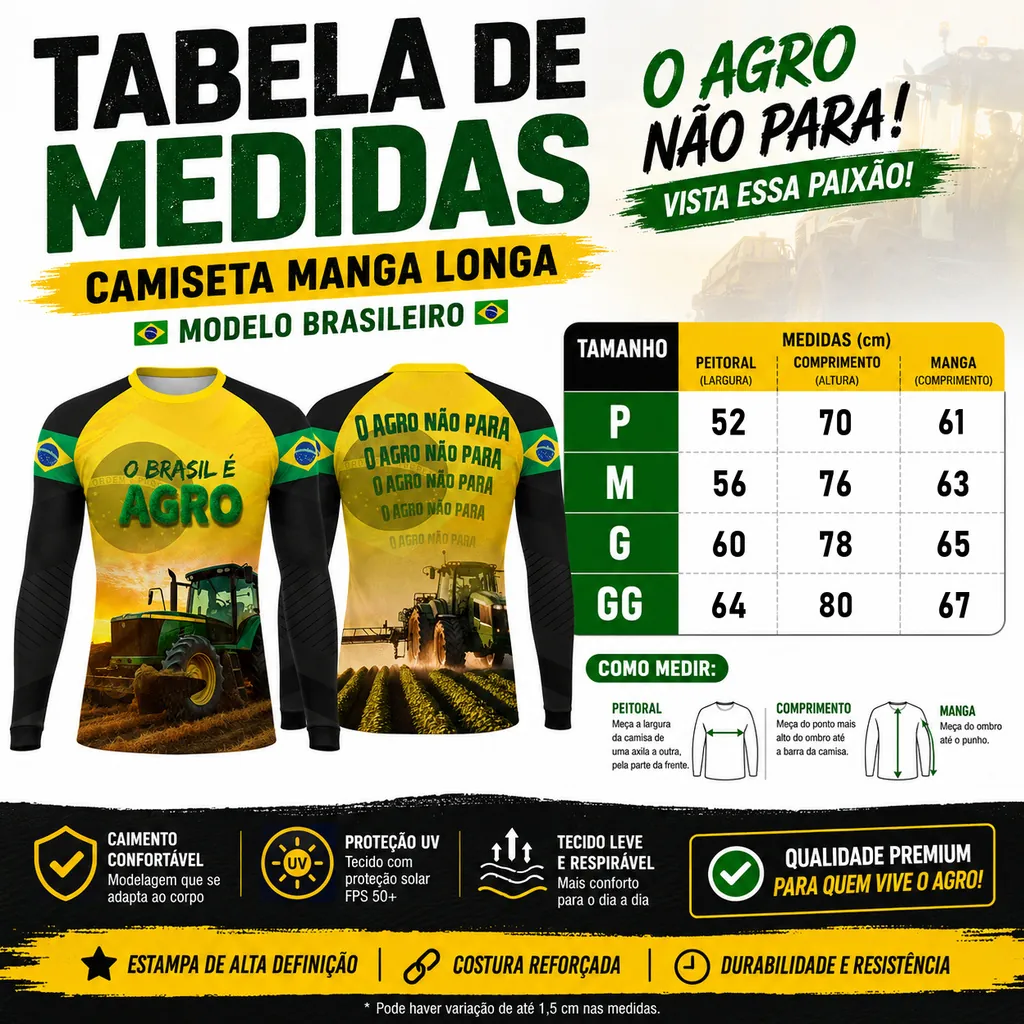 TABELA DE
MEDIDAS
CAMISETA MANGA LONGA
MODELO BRASILEIRO
O AGRO
NÃO PARA!
VISTA ESSA PAIXÃO!
O BRASIL É
AGRO
O AGRO NÃO PARA
O AGRO NÃO PARA
O AGRO NÃO PARA
O AGRO NÃO PARA
O AGRO NÃO PARA
TAMANHO
MEDIDAS (cm)
PEITORAL COMPRIMENTO MANGA
(LARGURA) (ALTURA) (COMPRIMENTO)
P 52 70 61
M 56 76 63
G 60 78 65
GG 64 80 67
COMO MEDIR:
PEITORAL
Meça a largura
da camisa de
uma axila a outra,
pela parte da frente.
COMPRIMENTO
Meça do ponto mais
alto do ombro até
a barra da camisa.
MANGA
Meça do ombro
até o punho.
CAIMENTO
CONFORTÁVEL
Modelagem que se
adapta ao corpo
UV
PROTEÇÃO UV
Tecido com
proteção solar
FPS 50+
TECIDO LEVE
E RESPIRÁVEL
Mais conforto
para o dia a dia
QUALIDADE PREMIUM
PARA QUEM VIVE O AGRO!
ESTAMPA DE ALTA DEFINIÇÃO
COSTURA REFORÇADA
DURABILIDADE E RESISTÊNCIA
* Pode haver variação de até 1,5 cm nas medidas.